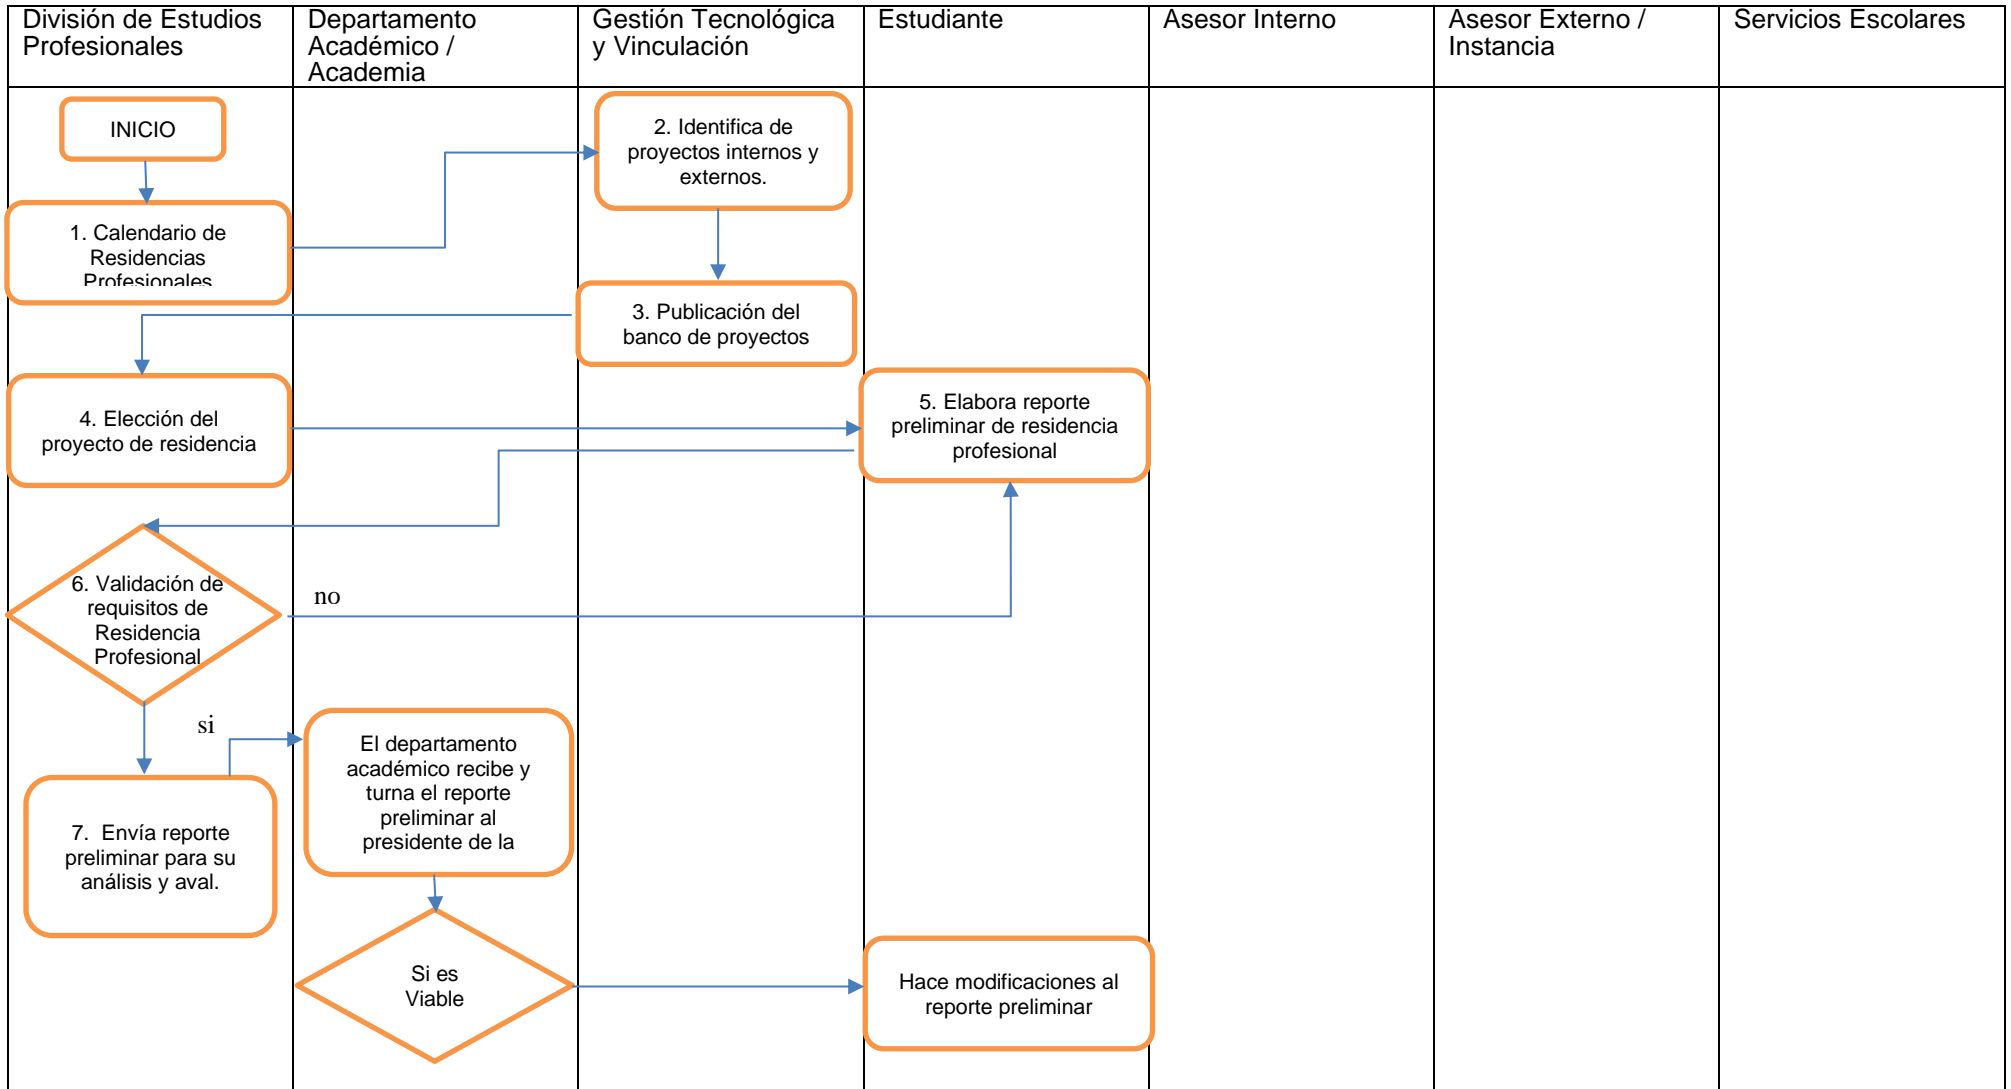 División de Estudios
Profesionales
Departamento
Académico /
Academia
Gestión Tecnológica
y Vinculación
Estudiante
Asesor Interno
Asesor Externo /
Instancia
Servicios Escolares
INICIO
2. Identifica de
proyectos internos y
externos.
1. Calendario de
Residencias
Profesionales
3. Publicación del
banco de proyectos
4. Elección del
proyecto de residencia
5. Elabora reporte
preliminar de residencia
profesional
6. Validación de
requisitos de
Residencia
Profesional
no
si
El departamento
académico recibe y
turna el reporte
preliminar al
presidente de la
7. Envía reporte
preliminar para su
análisis y aval.
Si es
Viable
Hace modificaciones al
reporte preliminar